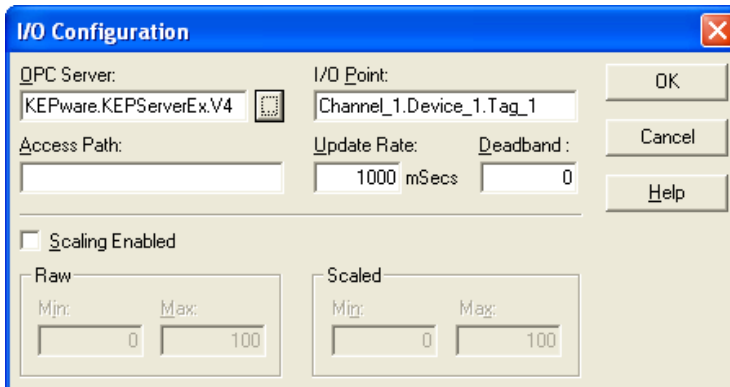 I/O Configuration
OPC Server:
I/O Point:
OK
KEPware.KEPServerEx.V4
Channel_1.Device_1.Tag_1
Access Path:
Update Rate:
Deadband :
Cancel
1000 mSecs
0
Help
Scaling Enabled
Raw
Scaled
Min:
Max:
Min:
Max:
0
100
0
100